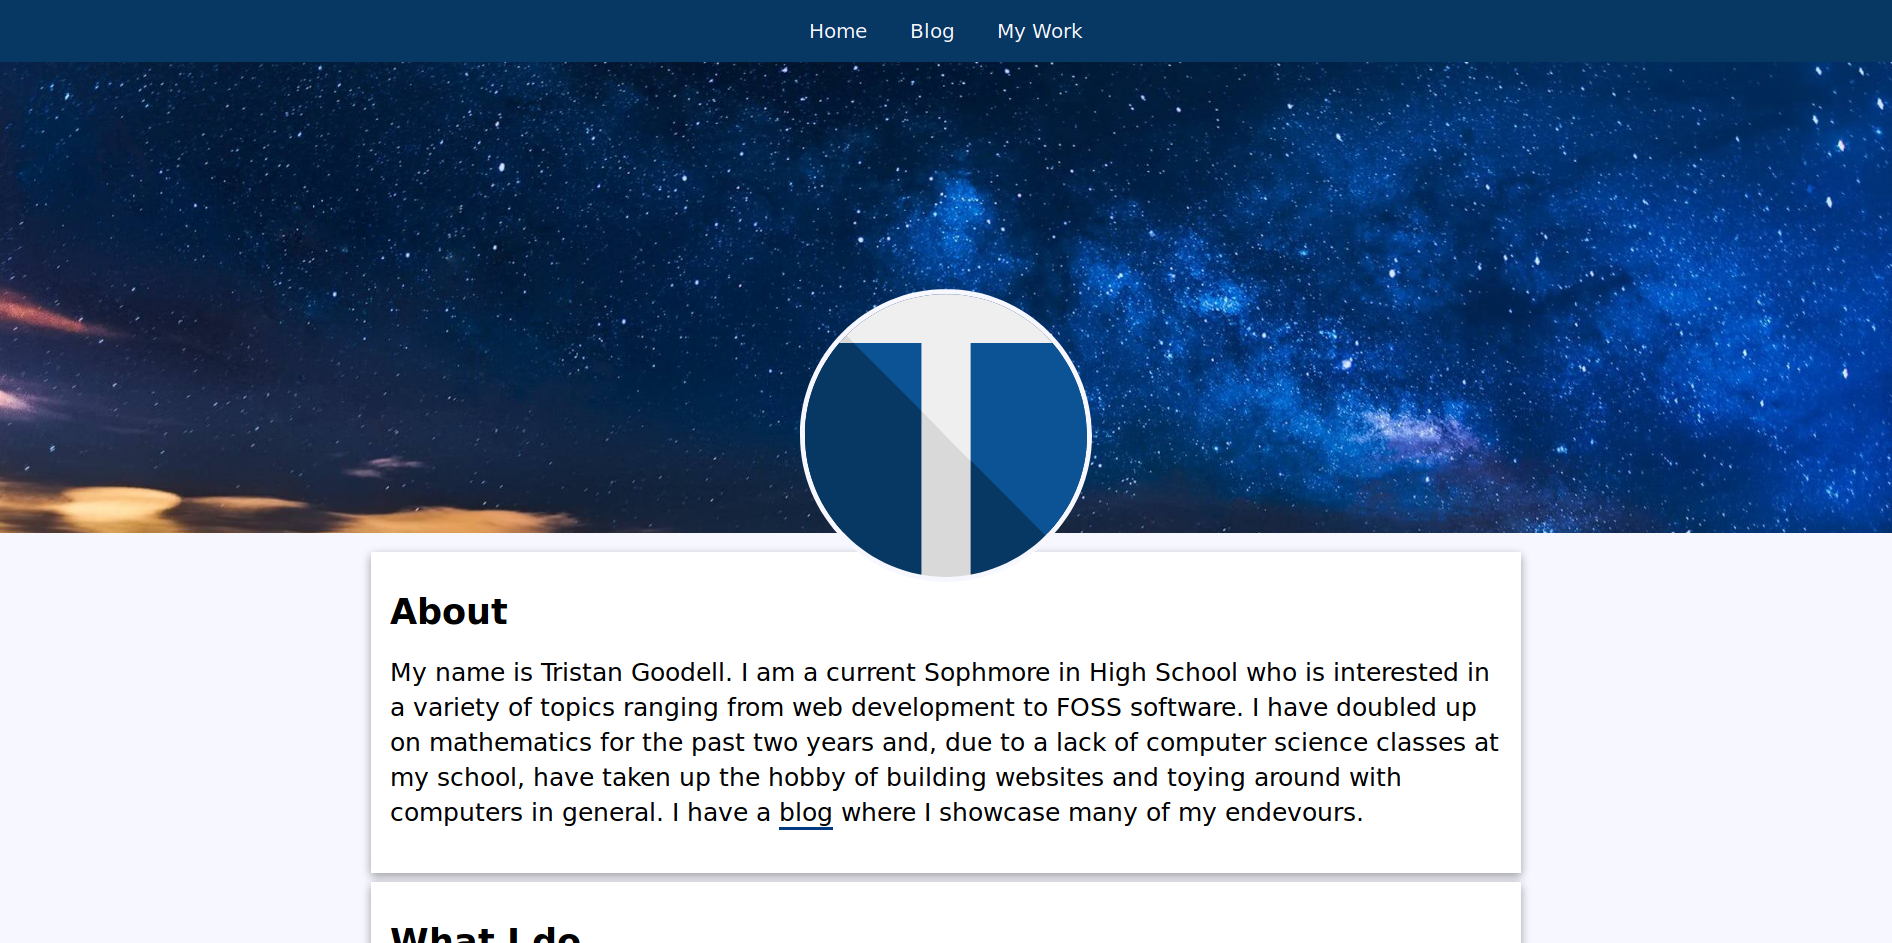 Home Blog My Work
T
About
My name is Tristan Goodell. I am a current Sophmore in High School who is interested in
a variety of topics ranging from web development to FOSS software. I have doubled up
on mathematics for the past two years and, due to a lack of computer science classes at
my school, have taken up the hobby of building websites and toying around with
computers in general. I have a blog where I showcase many of my endevours.
What I do